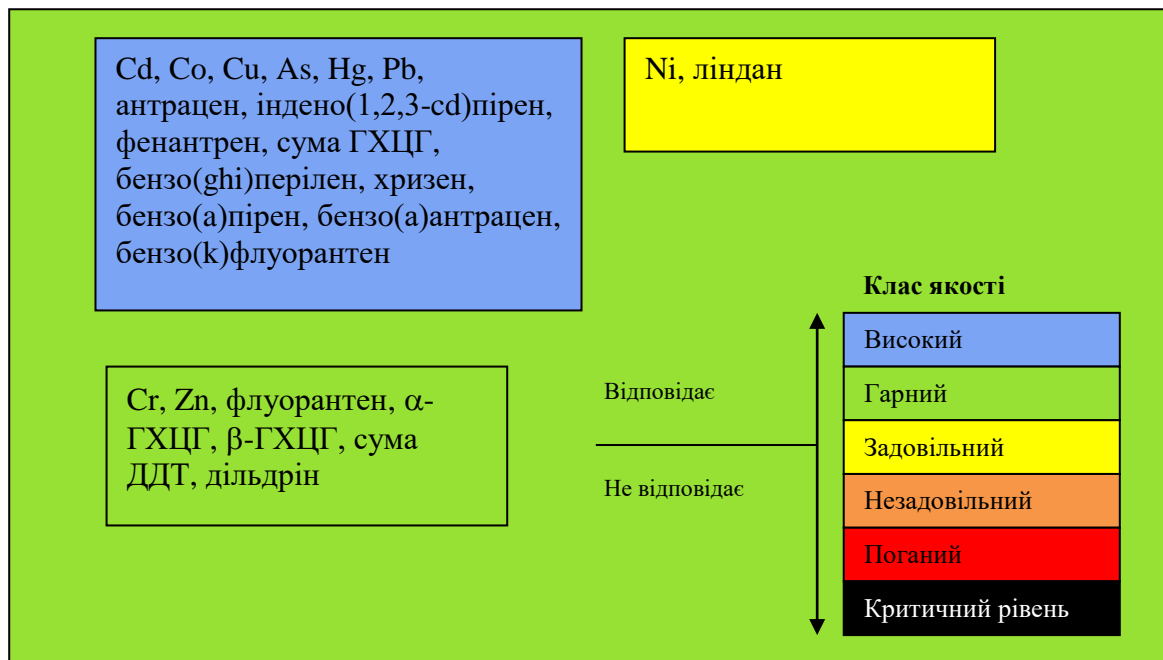 Cd, Co, Cu, As, Hg, Pb,
антрацен, індено(1,2,3-cd)пірен,
фенантрен, сума ГХЦГ,
бензо(ghi)перілен, хризен,
бензо(а)пірен, бензо(а)антрацен,
бензо(k)флуорантен
Ni, ліндан
Cr, Zn, флуорантен, α-
ГХЦГ, β-ГХЦГ, сума
ДДТ, дільдрін
Відповідає
Не відповідає
Клас якості
Високий
Гарний
Задовільний
Незадовільний
Поганий
Критичний рівень